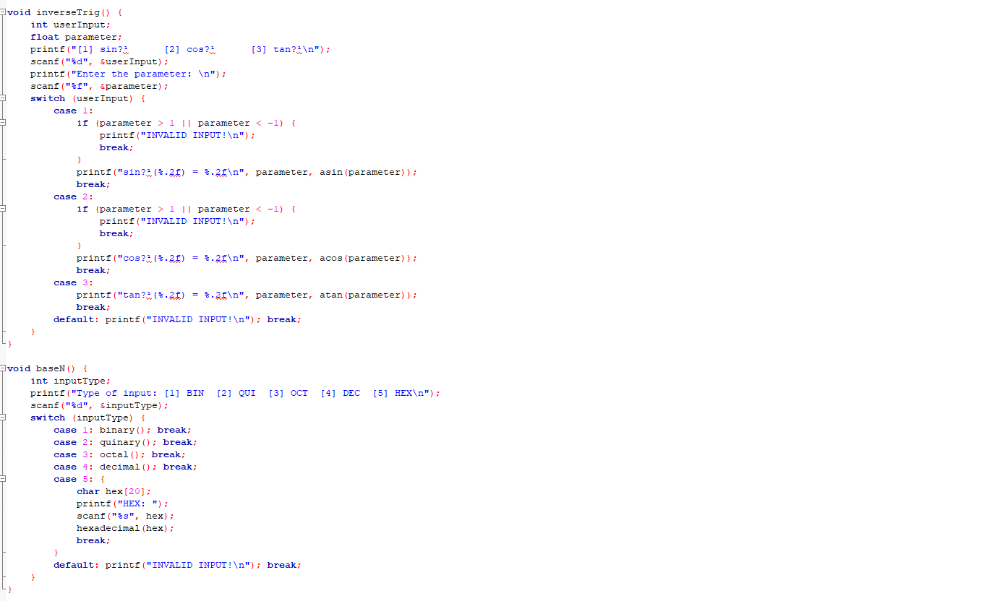 void inverseTrig() {
    int userInput;
    float parameter;
    printf("[1] sin?¹      [2] cos?¹      [3] tan?¹\n");
    scanf("%d", &userInput);
    printf("Enter the parameter: \n");
    scanf("%f", &parameter);
    switch (userInput) {
        case 1:
            if (parameter > 1 || parameter < -1) {
                printf("INVALID INPUT!\n");
                break;
            }
            printf("sin?¹(%.2f) = %.2f\n", parameter, asin(parameter));
            break;
        case 2:
            if (parameter > 1 || parameter < -1) {
                printf("INVALID INPUT!\n");
                break;
            }
            printf("cos?¹(%.2f) = %.2f\n", parameter, acos(parameter));
            break;
        case 3:
            printf("tan?¹(%.2f) = %.2f\n", parameter, atan(parameter));
            break;
        default: printf("INVALID INPUT!\n"); break;
    }
}

void baseN() {
    int inputType;
    printf("Type of input: [1] BIN  [2] QUI  [3] OCT  [4] DEC  [5] HEX\n");
    scanf("%d", &inputType);
    switch (inputType) {
        case 1: binary(); break;
        case 2: quinary(); break;
        case 3: octal(); break;
        case 4: decimal(); break;
        case 5: {
            char hex[20];
            printf("HEX: ");
            scanf("%s", hex);
            hexadecimal(hex);
            break;
        }
        default: printf("INVALID INPUT!\n"); break;
    }
}